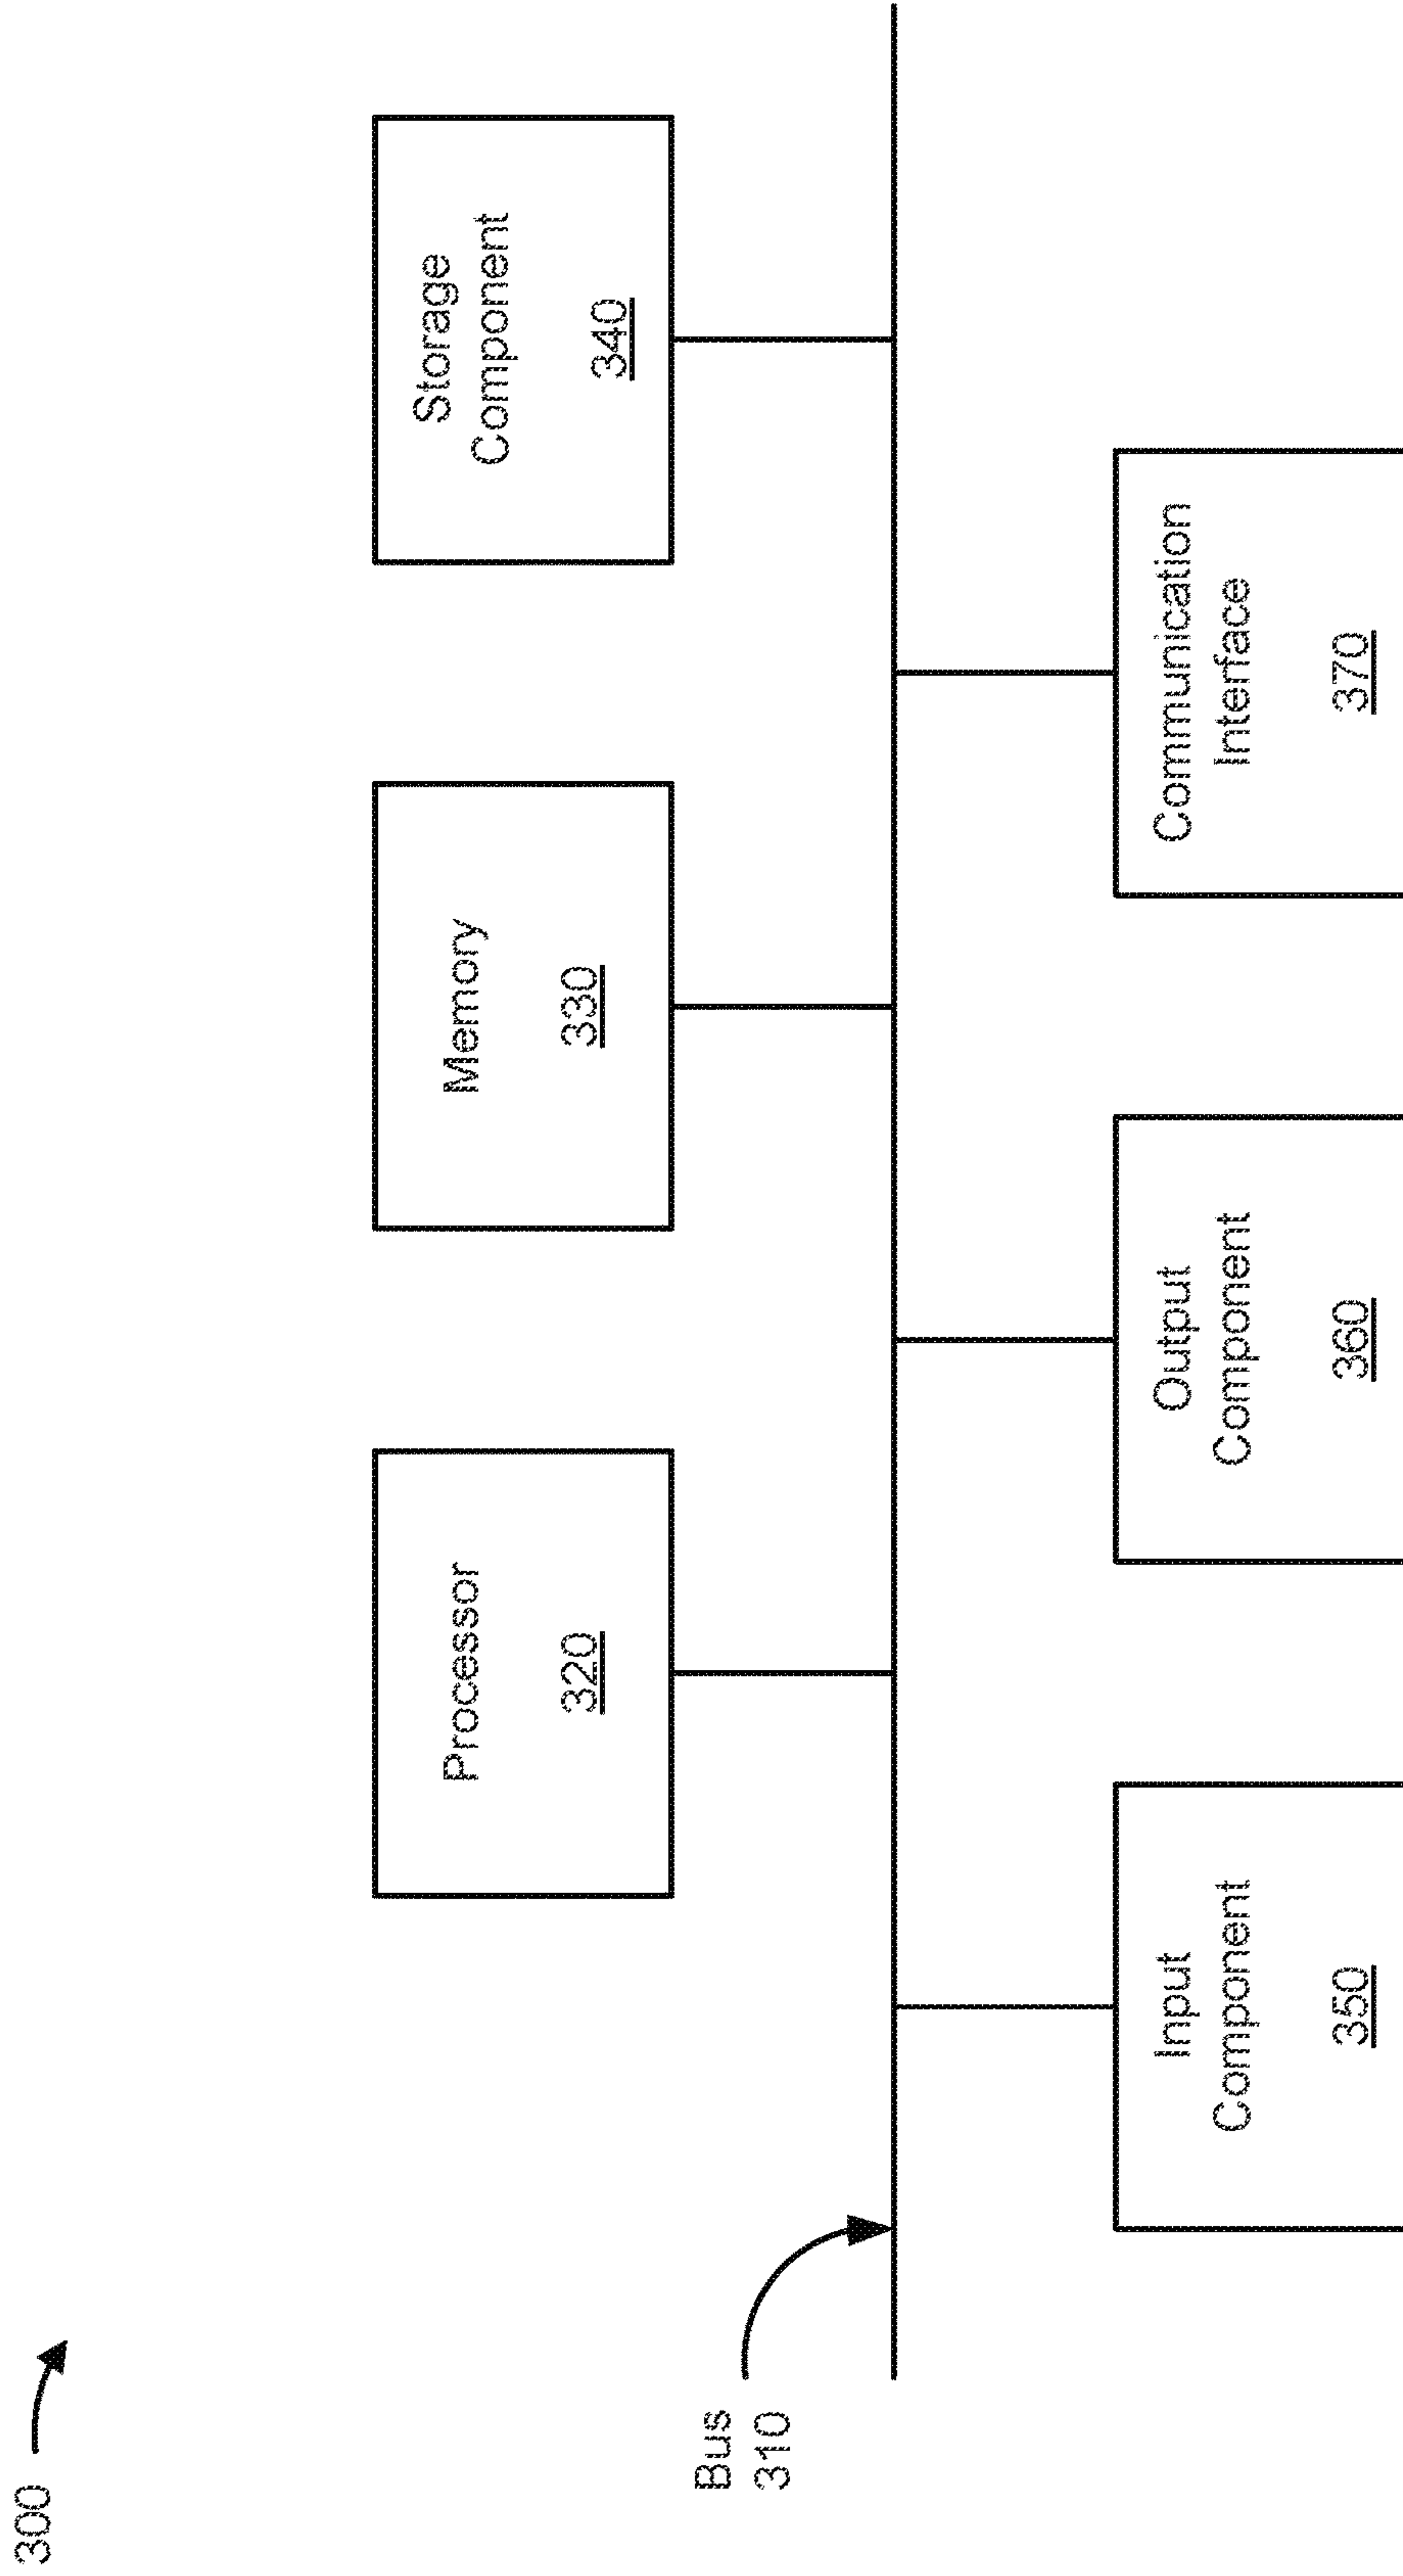 300
Processor
320
Memory
330
Storage
Component
340
Bus
310
Input
Component
350
Output
Component
360
Communication
Interface
370